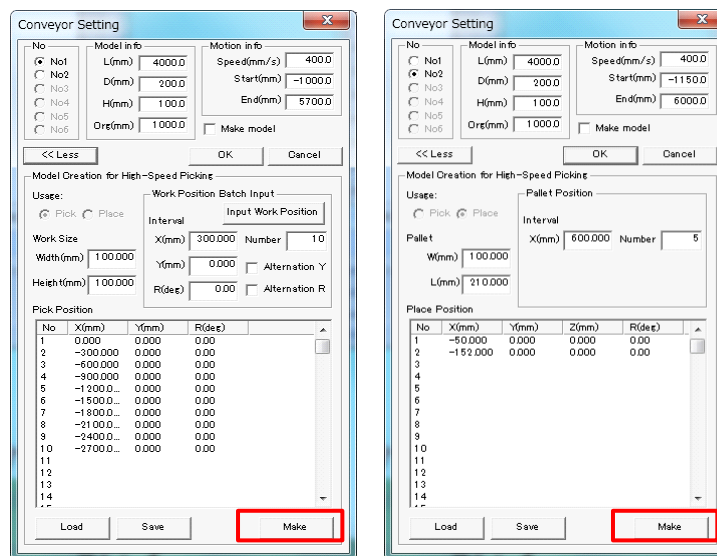 Conveyor Setting
No
No1
No2
No3
No4
No5
No6
Model info
L(mm) 4000.0
D(mm) 200.0
H(mm) 100.0
Org(mm) 1000.0
Motion info
Speed(mm/s) 400.0
Start(mm) -1000.0
End(mm) 5700.0
Make model
<< Less OK Cancel
Model Creation for High-Speed Picking
Usage:
Pick Place
Work Size
Width(mm) 100.000
Height(mm) 100.000
Work Position Batch Input
Interval Input Work Position
X(mm) 300.000 Number 10
Y(mm) 0.000 Alternation Y
R(deg) 0.00 Alternation R
Pick Position
No X(mm) Y(mm) R(deg)
1 0.000 0.000 0.00
2 -300.000 0.000 0.00
3 -600.000 0.000 0.00
4 -900.000 0.000 0.00
5 -1200.0... 0.000 0.00
6 -1500.0... 0.000 0.00
7 -1800.0... 0.000 0.00
8 -2100.0... 0.000 0.00
9 -2400.0... 0.000 0.00
10 -2700.0... 0.000 0.00
11
12
13
14
Load Save Make
Conveyor Setting
No
No1
No2
No3
No4
No5
No6
Model info
L(mm) 4000.0
D(mm) 200.0
H(mm) 100.0
Org(mm) 1000.0
Motion info
Speed(mm/s) 400.0
Start(mm) -1150.0
End(mm) 6000.0
Make model
<< Less OK Cancel
Model Creation for High-Speed Picking
Usage:
Pick Place
Pallet
W(mm) 100.000
L(mm) 210.000
Pallet Position
Interval
X(mm) 600.000 Number 5
Place Position
No X(mm) Y(mm) Z(mm) R(deg)
1 -50.000 0.000 0.000 0.00
2 -152.000 0.000 0.000 0.00
3
4
5
6
7
8
9
10
11
12
13
14
Load Save Make